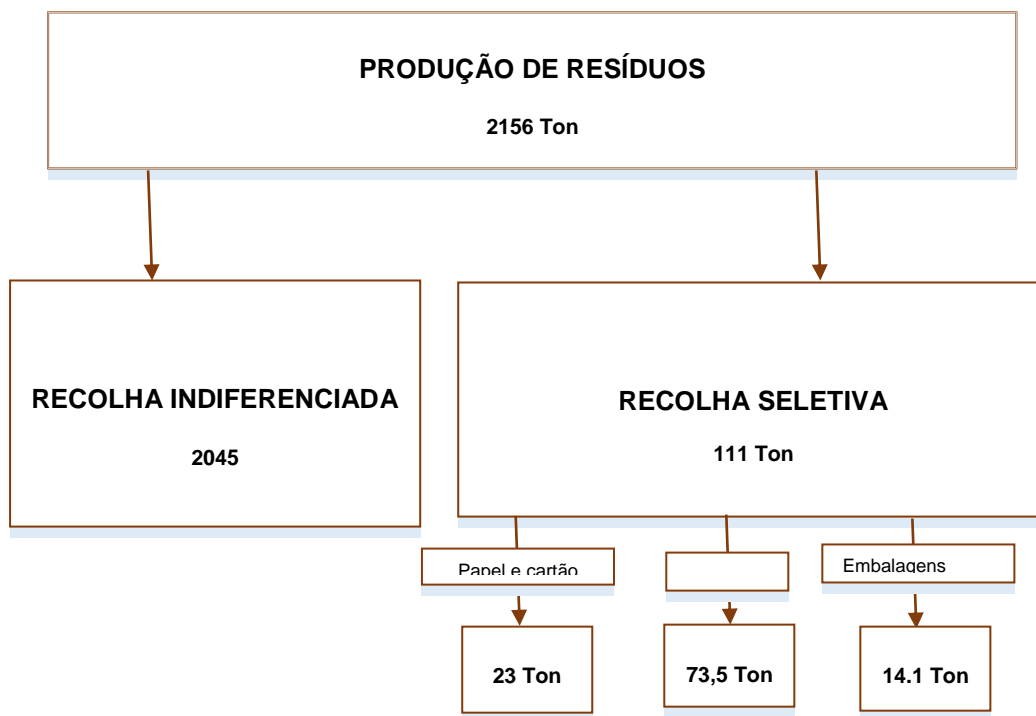 PRODUÇÃO DE RESÍDUOS
2156 Ton
RECOLHA INDIFERENCIADA
2045
RECOLHA SELETIVA
111 Ton
Papel e cartão
Embalagens
23 Ton
73,5 Ton
14.1 Ton